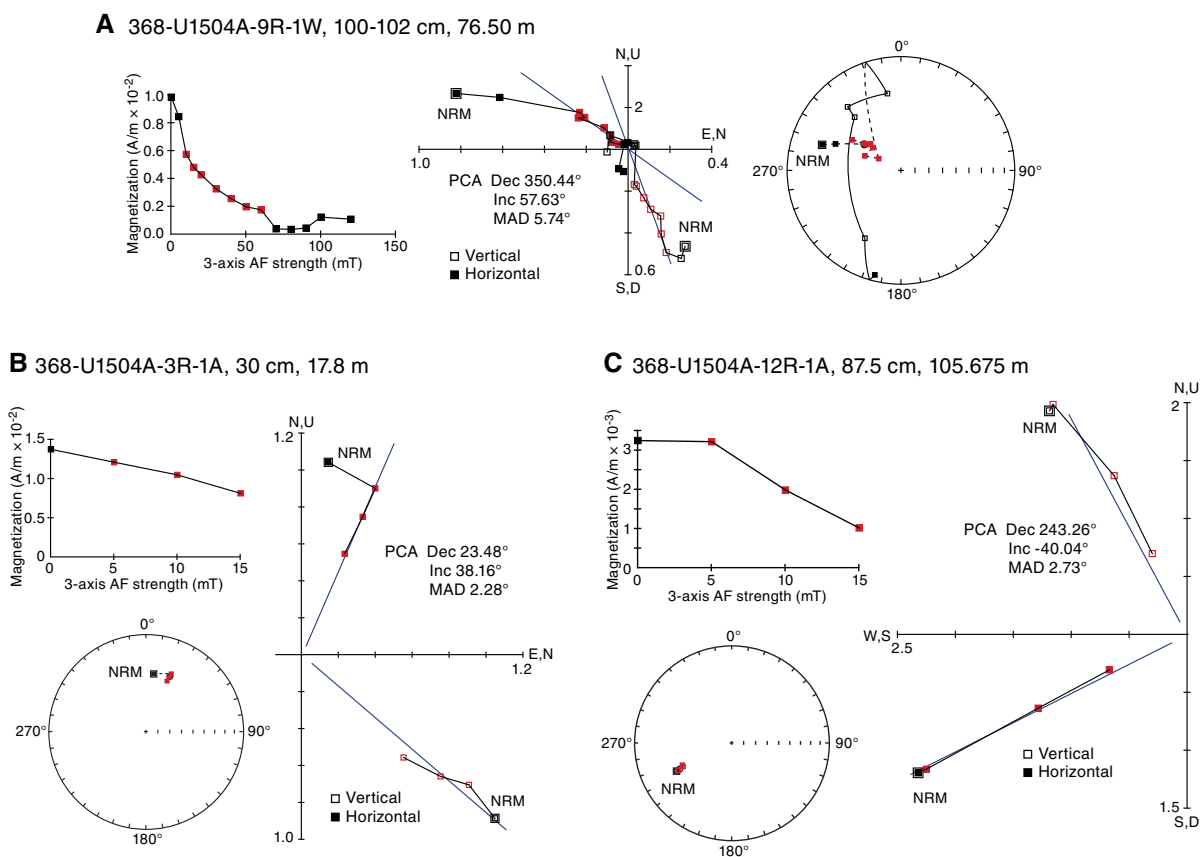 A 368-U1504A-9R-1W, 100-102 cm, 76.50 m
Magnetization (A/m × 10⁻²)
1.0
0.8
0.6
0.4
0.2
0.0
0
50
100
150
3-axis AF strength (mT)
N,U
2
NRM
E,N
1.0
0.4
PCA Dec 350.44°
Inc 57.63°
MAD 5.74°
NRM
Vertical
Horizontal
0.6
S,D
0°
NRM
270°
90°
180°
B 368-U1504A-3R-1A, 30 cm, 17.8 m
Magnetization (A/m × 10⁻²)
1.5
1.0
0.5
0
0
5
10
15
3-axis AF strength (mT)
N,U
1.2
NRM
PCA Dec 23.48°
Inc 38.16°
MAD 2.28°
E,N
1.2
NRM
Vertical
Horizontal
1.0
0°
NRM
270°
90°
180°
C 368-U1504A-12R-1A, 87.5 cm, 105.675 m
Magnetization (A/m × 10⁻³)
3
2
1
0
0
5
10
15
3-axis AF strength (mT)
N,U
2
NRM
PCA Dec 243.26°
Inc -40.04°
MAD 2.73°
W,S
2.5
Vertical
Horizontal
NRM
1.5
S,D
0°
270°
90°
NRM
180°